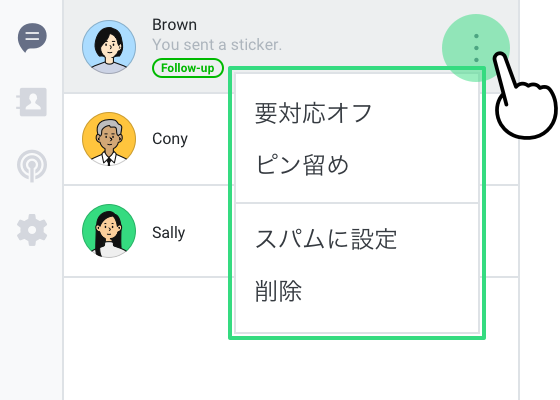 Brown
You sent a sticker.
Follow-up
要対応オフ
ピン留め
Cony
スパムに設定
Sally
削除